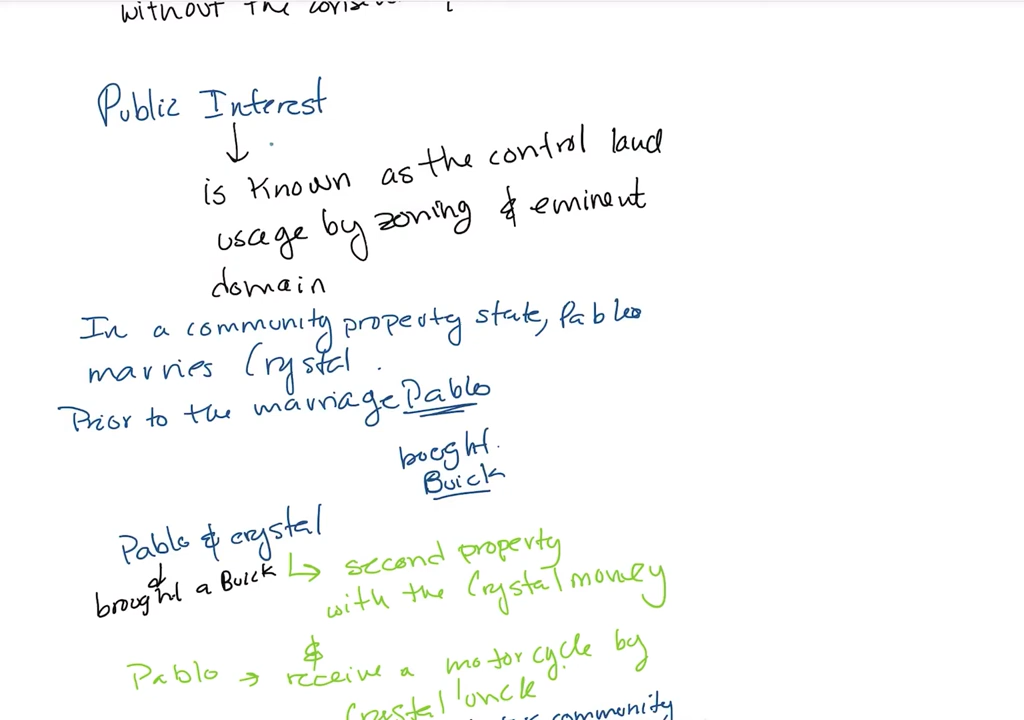 without the
Public Interest
is known as the control land
usage by zoning & eminent
domain
In a community property state, Pablo
marries Crystal.
Prior to the marriage Pablo
bought
Buick
Pablo & crystal
brought a Buick
second property
with the Crystal money
&
Pablo → receive a motorcycle by
Crystal' uncle
community